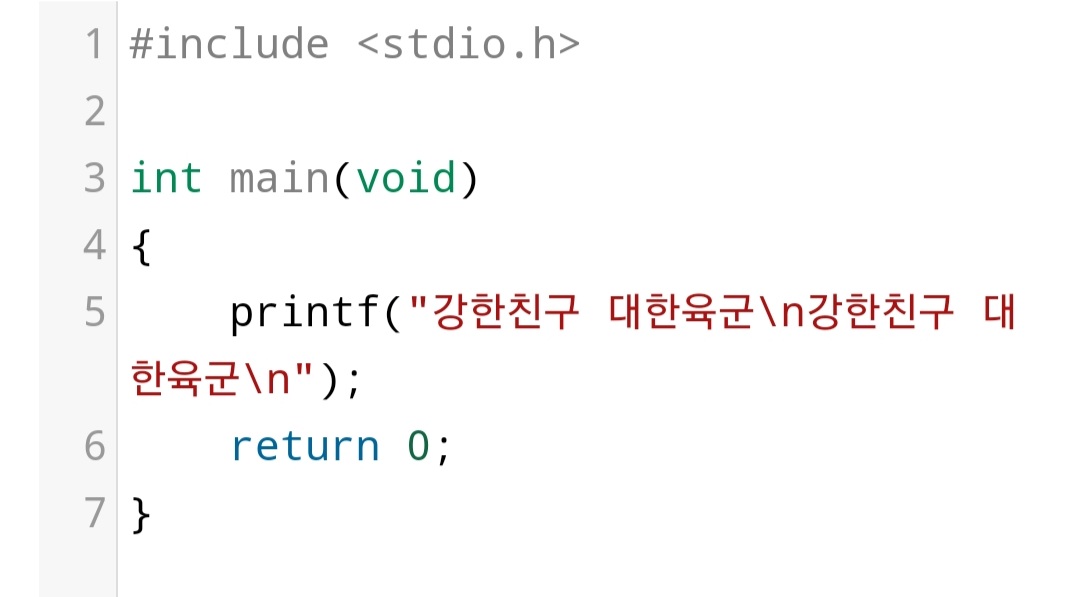 1 #include <stdio.h>
2
3 int main(void)
4 {
5     printf("강한친구 대한육군\n강한친구 대
한육군\n");
6     return 0;
7 }